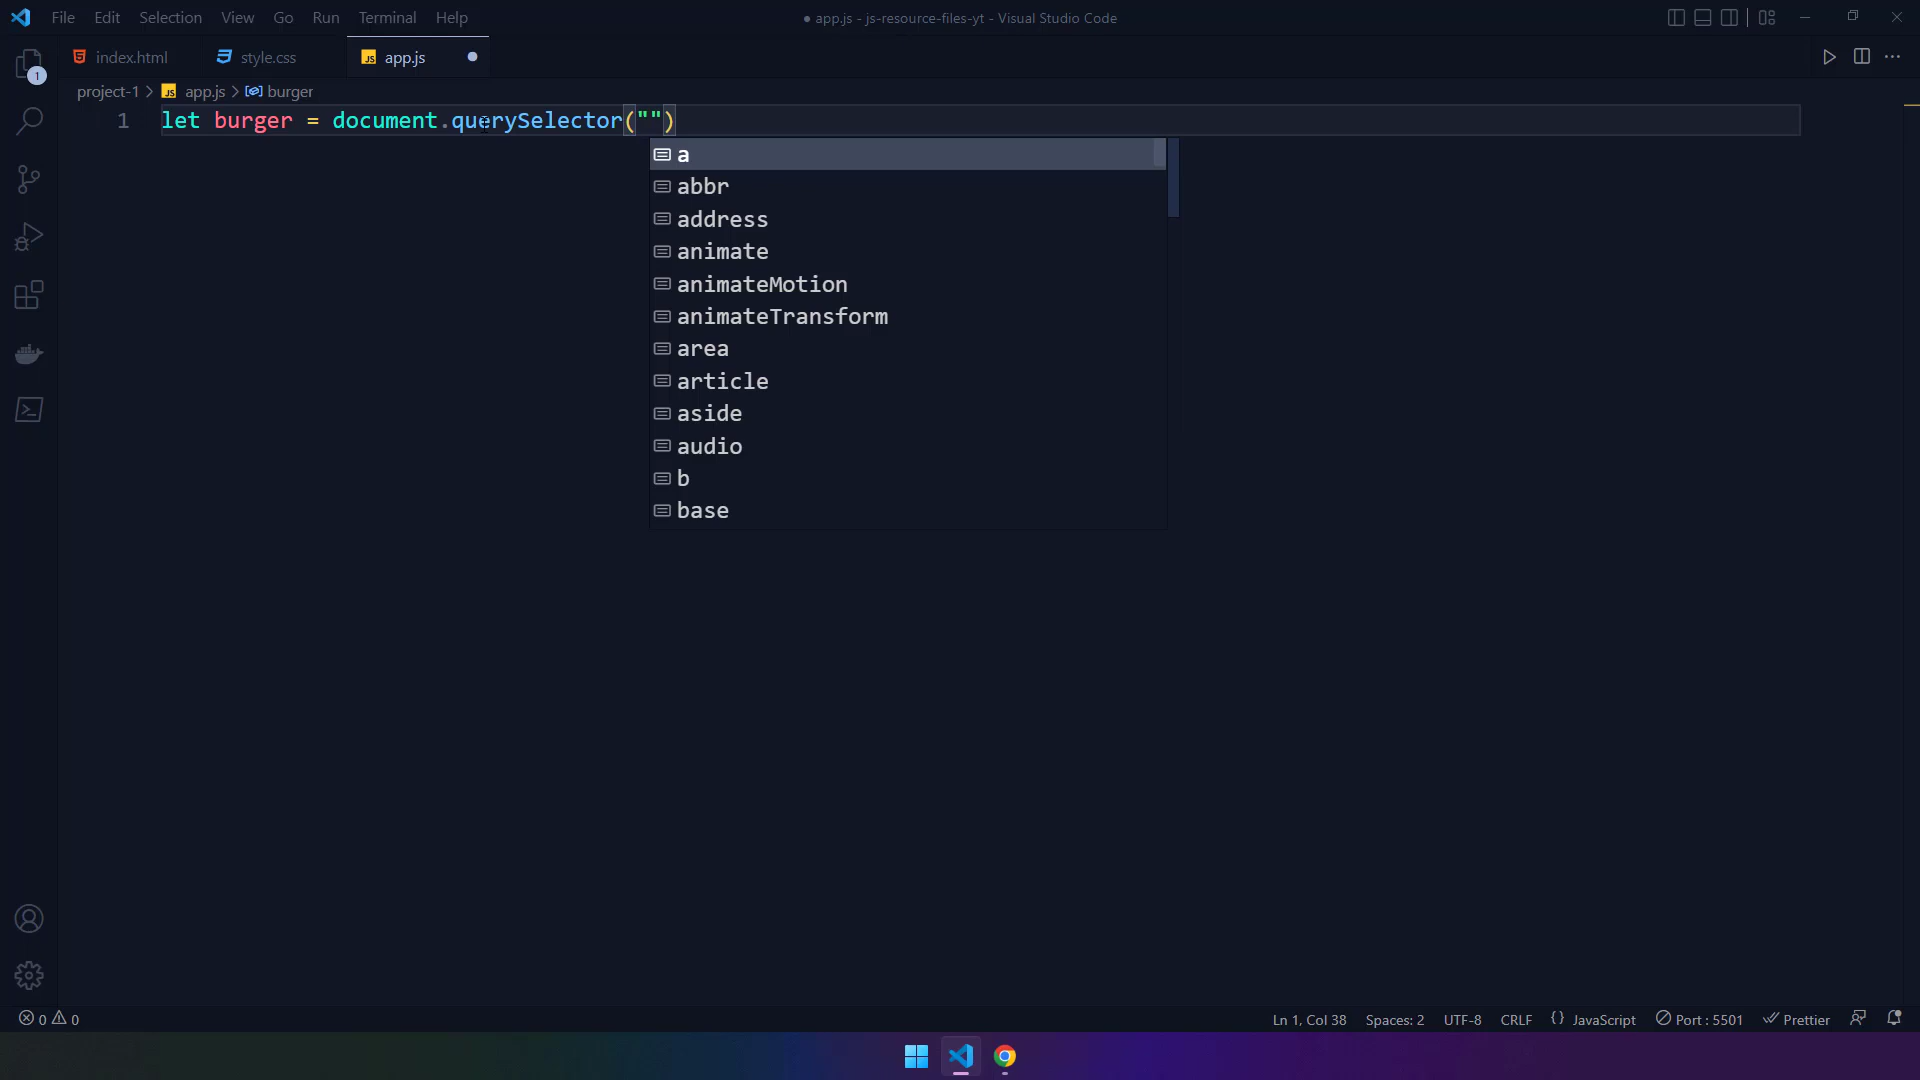 File Edit Selection View Go Run Terminal Help
● app.js - js-resource-files-yt - Visual Studio Code
index.html
style.css
JS app.js
1
project-1 > JS app.js > burger
1 let burger = document.querySelector("")
a
abbr
address
animate
animateMotion
animateTransform
area
article
aside
audio
b
base
0 0 Ln 1, Col 38 Spaces: 2 UTF-8 CRLF {} JavaScript Port : 5501 Prettier